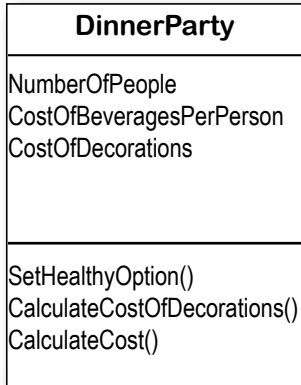 DinnerParty
NumberOfPeople
CostOfBeveragesPerPerson
CostOfDecorations
SetHealthyOption()
CalculateCostOfDecorations()
CalculateCost()